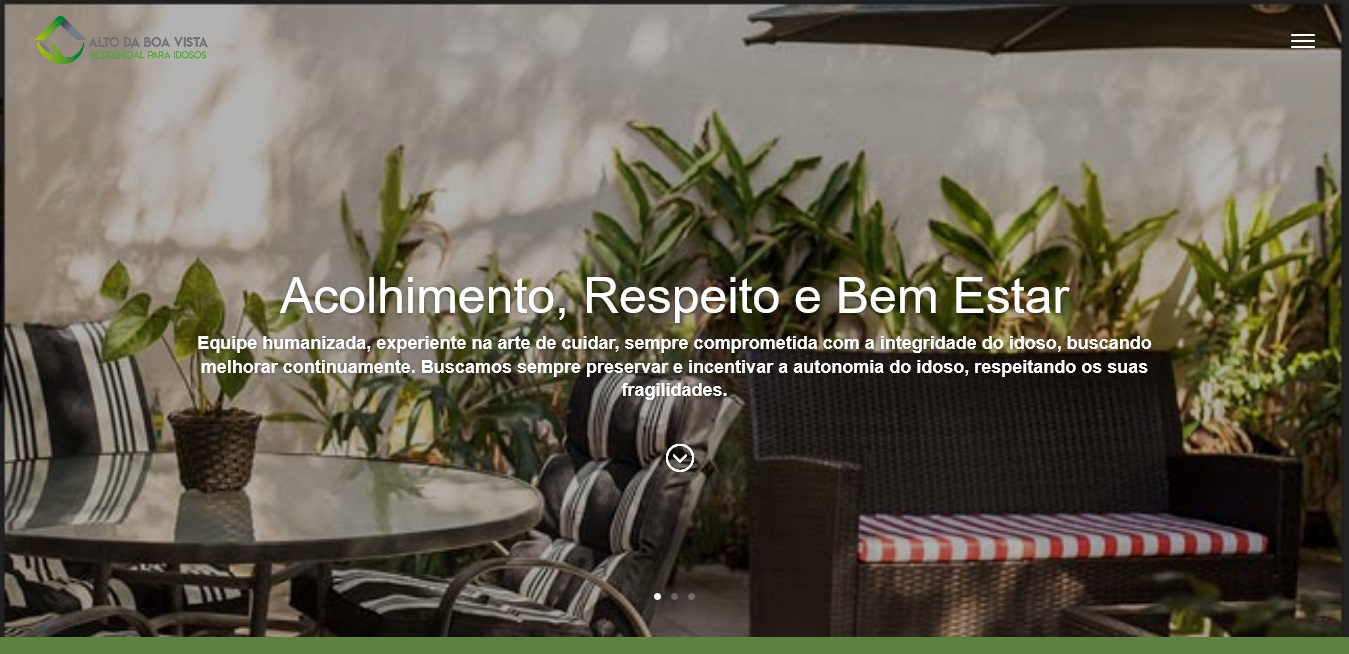 ALTO DA BOA VISTA
RESIDENCIAL PARA IDOSOS
Acolhimento, Respeito e Bem Estar
Equipe humanizada, experiente na arte de cuidar, sempre comprometida com a integridade do idoso, buscando
melhorar continuamente. Buscamos sempre preservar e incentivar a autonomia do idoso, respeitando os suas
fragilidades.